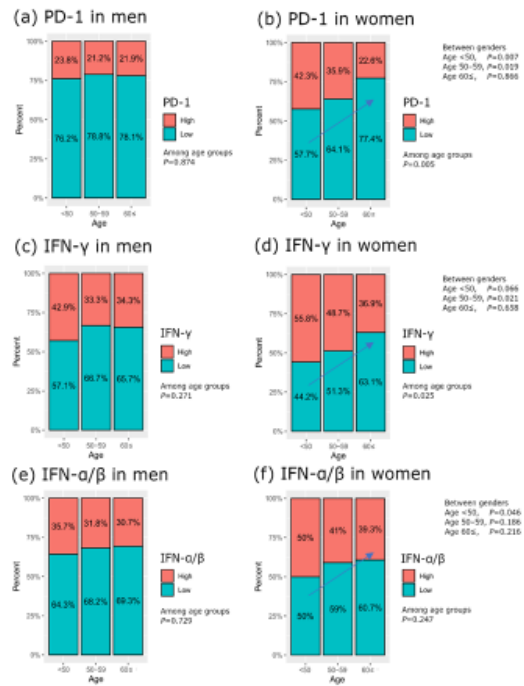 (a) PD-1 in men
100%
75%
50%
25%
0%
Percent
23.8% 21.2% 21.9%
76.2% 78.8% 78.1%
<50 50-59 60≤
Age
PD-1
High
Low
Among age groups
P=0.874
(b) PD-1 in women
100%
75%
50%
25%
0%
Percent
42.3% 35.9% 22.6%
57.7% 64.1% 77.4%
<50 50-59 60≤
Age
PD-1
High
Low
Among age groups
P=0.005
Between genders
Age <50, P=0.007
Age 50-59, P=0.019
Age 60≤, P=0.866
(c) IFN-γ in men
100%
75%
50%
25%
0%
Percent
42.9% 33.3% 34.3%
57.1% 66.7% 65.7%
<50 50-59 60≤
Age
IFN-γ
High
Low
Among age groups
P=0.271
(d) IFN-γ in women
100%
75%
50%
25%
0%
Percent
55.8% 48.7% 36.9%
44.2% 51.3% 63.1%
<50 50-59 60≤
Age
IFN-γ
High
Low
Among age groups
P=0.025
Between genders
Age <50, P=0.066
Age 50-59, P=0.021
Age 60≤, P=0.638
(e) IFN-α/β in men
100%
75%
50%
25%
0%
Percent
35.7% 31.8% 30.7%
64.3% 68.2% 69.3%
<50 50-59 60≤
Age
IFN-α/β
High
Low
Among age groups
P=0.729
(f) IFN-α/β in women
100%
75%
50%
25%
0%
Percent
50% 41% 39.3%
50% 59% 60.7%
<50 50-59 60≤
Age
IFN-α/β
High
Low
Among age groups
P=0.247
Between genders
Age <50, P=0.046
Age 50-59, P=0.186
Age 60≤, P=0.216